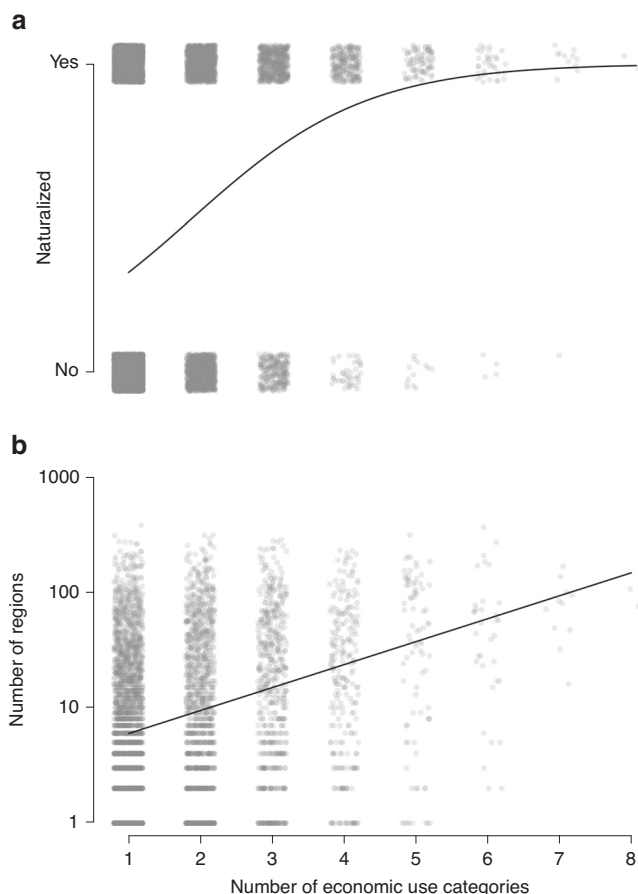 a
Yes
Naturalized
No
b
1000
100
10
1
Number of regions
1 2 3 4 5 6 7 8
Number of economic use categories